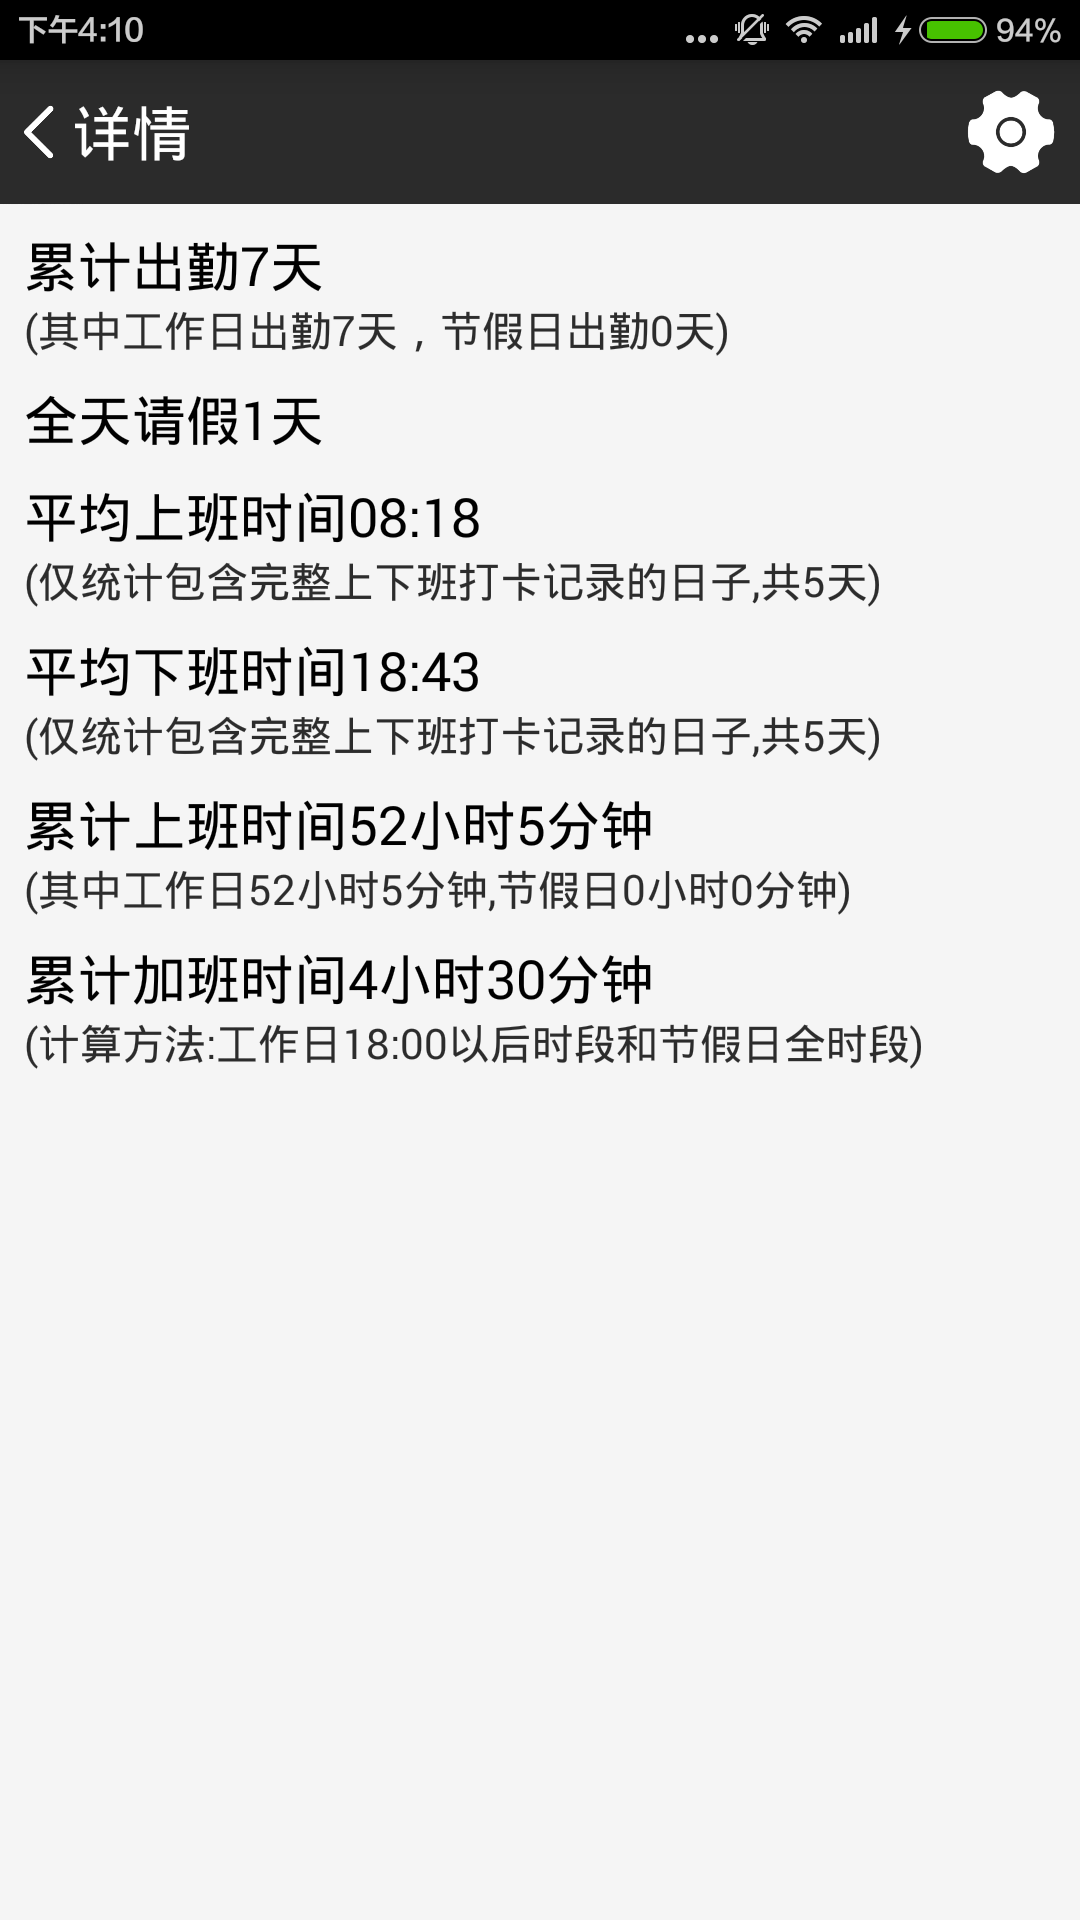 下午4:10
94%
详情
累计出勤7天
(其中工作日出勤7天，节假日出勤0天)
全天请假1天
平均上班时间08:18
(仅统计包含完整上下班打卡记录的日子,共5天)
平均下班时间18:43
(仅统计包含完整上下班打卡记录的日子,共5天)
累计上班时间52小时5分钟
(其中工作日52小时5分钟,节假日0小时0分钟)
累计加班时间4小时30分钟
(计算方法:工作日18:00以后时段和节假日全时段)